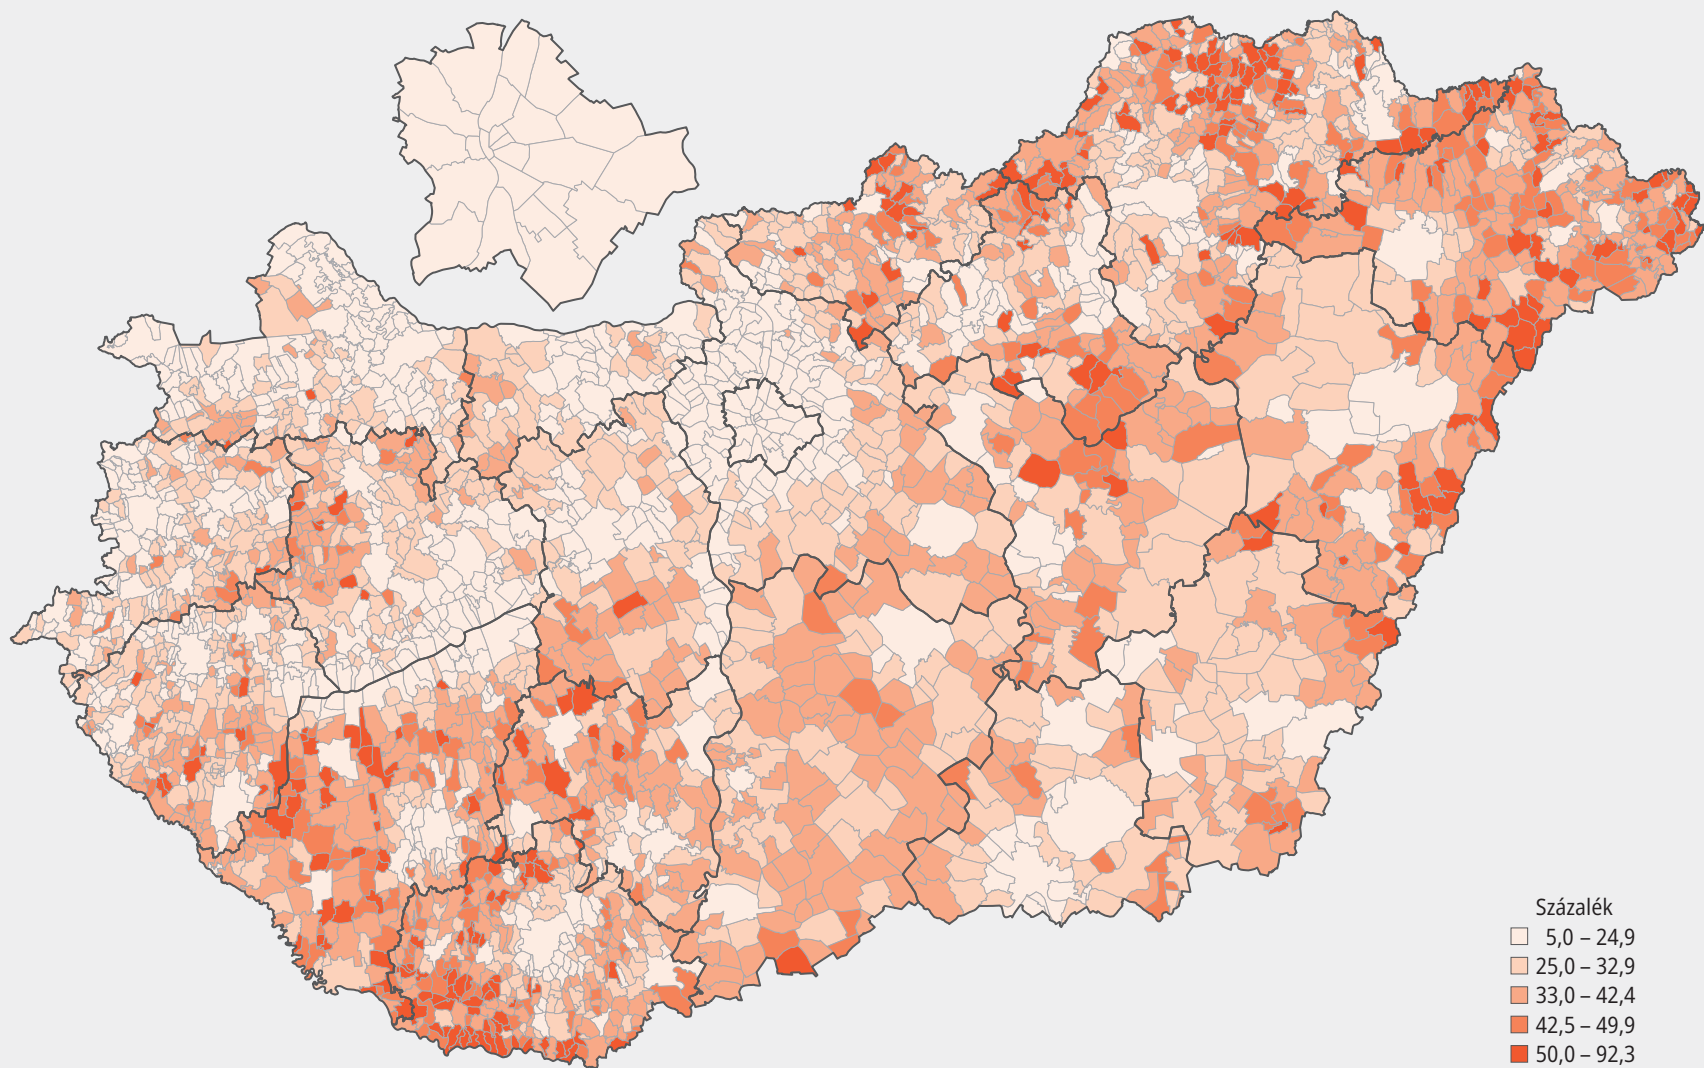 Százalék
5,0 – 24,9
25,0 – 32,9
33,0 – 42,4
42,5 – 49,9
50,0 – 92,3